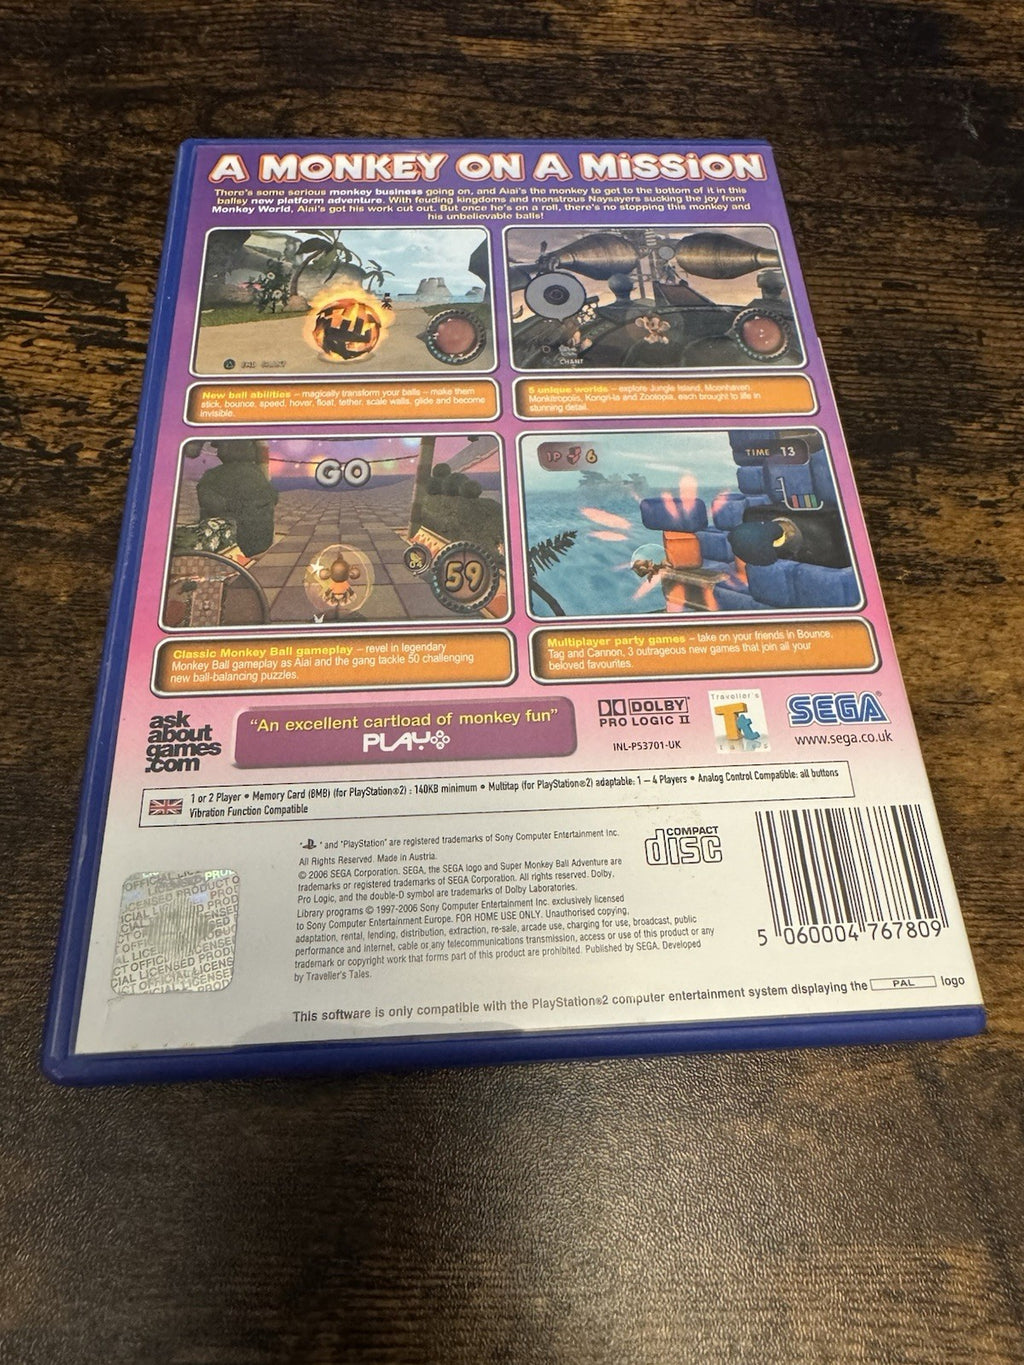 A MONKEY ON A MiSSiON
There's some serious monkey business going on, and Aiai's the monkey to get to the bottom of it in this
ballsy new platform adventure. With feuding kingdoms and monstrous Naysayers sucking the joy from
Monkey World, Aiai's got his work cut out. But once he's on a roll, there's no stopping this monkey and
his unbelievable balls!
END CHANT
CHANT
New ball abilities – magically transform your balls – make them
stick, bounce, speed, hover, float, tether, scale walls, glide and become
invisible.
5 unique worlds – explore Jungle Island, Moonhaven,
Monkitropolis, Kongri-la and Zootopia, each brought to life in
stunning detail.
GO
04
59
1P 6
TIME 13
Classic Monkey Ball gameplay – revel in legendary
Monkey Ball gameplay as Aiai and the gang tackle 50 challenging
new ball-balancing puzzles.
Multiplayer party games – take on your friends in Bounce,
Tag and Cannon, 3 outrageous new games that join all your
beloved favourites.
ask
about
games
.com
"An excellent cartload of monkey fun"
PLAY
DOLBY
PRO LOGIC II
INL-P53701-UK
Traveller's
Tt
tales
SEGA®
www.sega.co.uk
1 or 2 Player • Memory Card (8MB) (for PlayStation®2) : 140KB minimum • Multitap (for PlayStation®2) adaptable: 1 – 4 Players • Analog Control Compatible: all buttons
Vibration Function Compatible
" " and "PlayStation" are registered trademarks of Sony Computer Entertainment Inc.
All Rights Reserved. Made in Austria.
© 2006 SEGA Corporation. SEGA, the SEGA logo and Super Monkey Ball Adventure are
trademarks or registered trademarks of SEGA Corporation. All rights reserved. Dolby,
Pro Logic, and the double-D symbol are trademarks of Dolby Laboratories.
Library programs © 1997-2006 Sony Computer Entertainment Inc. exclusively licensed
to Sony Computer Entertainment Europe. FOR HOME USE ONLY. Unauthorised copying,
adaptation, rental, lending, distribution, extraction, re-sale, arcade use, charging for use, broadcast, public
performance and internet, cable or any telecommunications transmission, access or use of this product or any
trademark or copyright work that forms part of this product are prohibited. Published by SEGA. Developed
by Traveller's Tales.
COMPACT
disc
5 060004 767809
OFFICIAL LICENSED PRODUCT
This software is only compatible with the PlayStation®2 computer entertainment system displaying the PAL logo